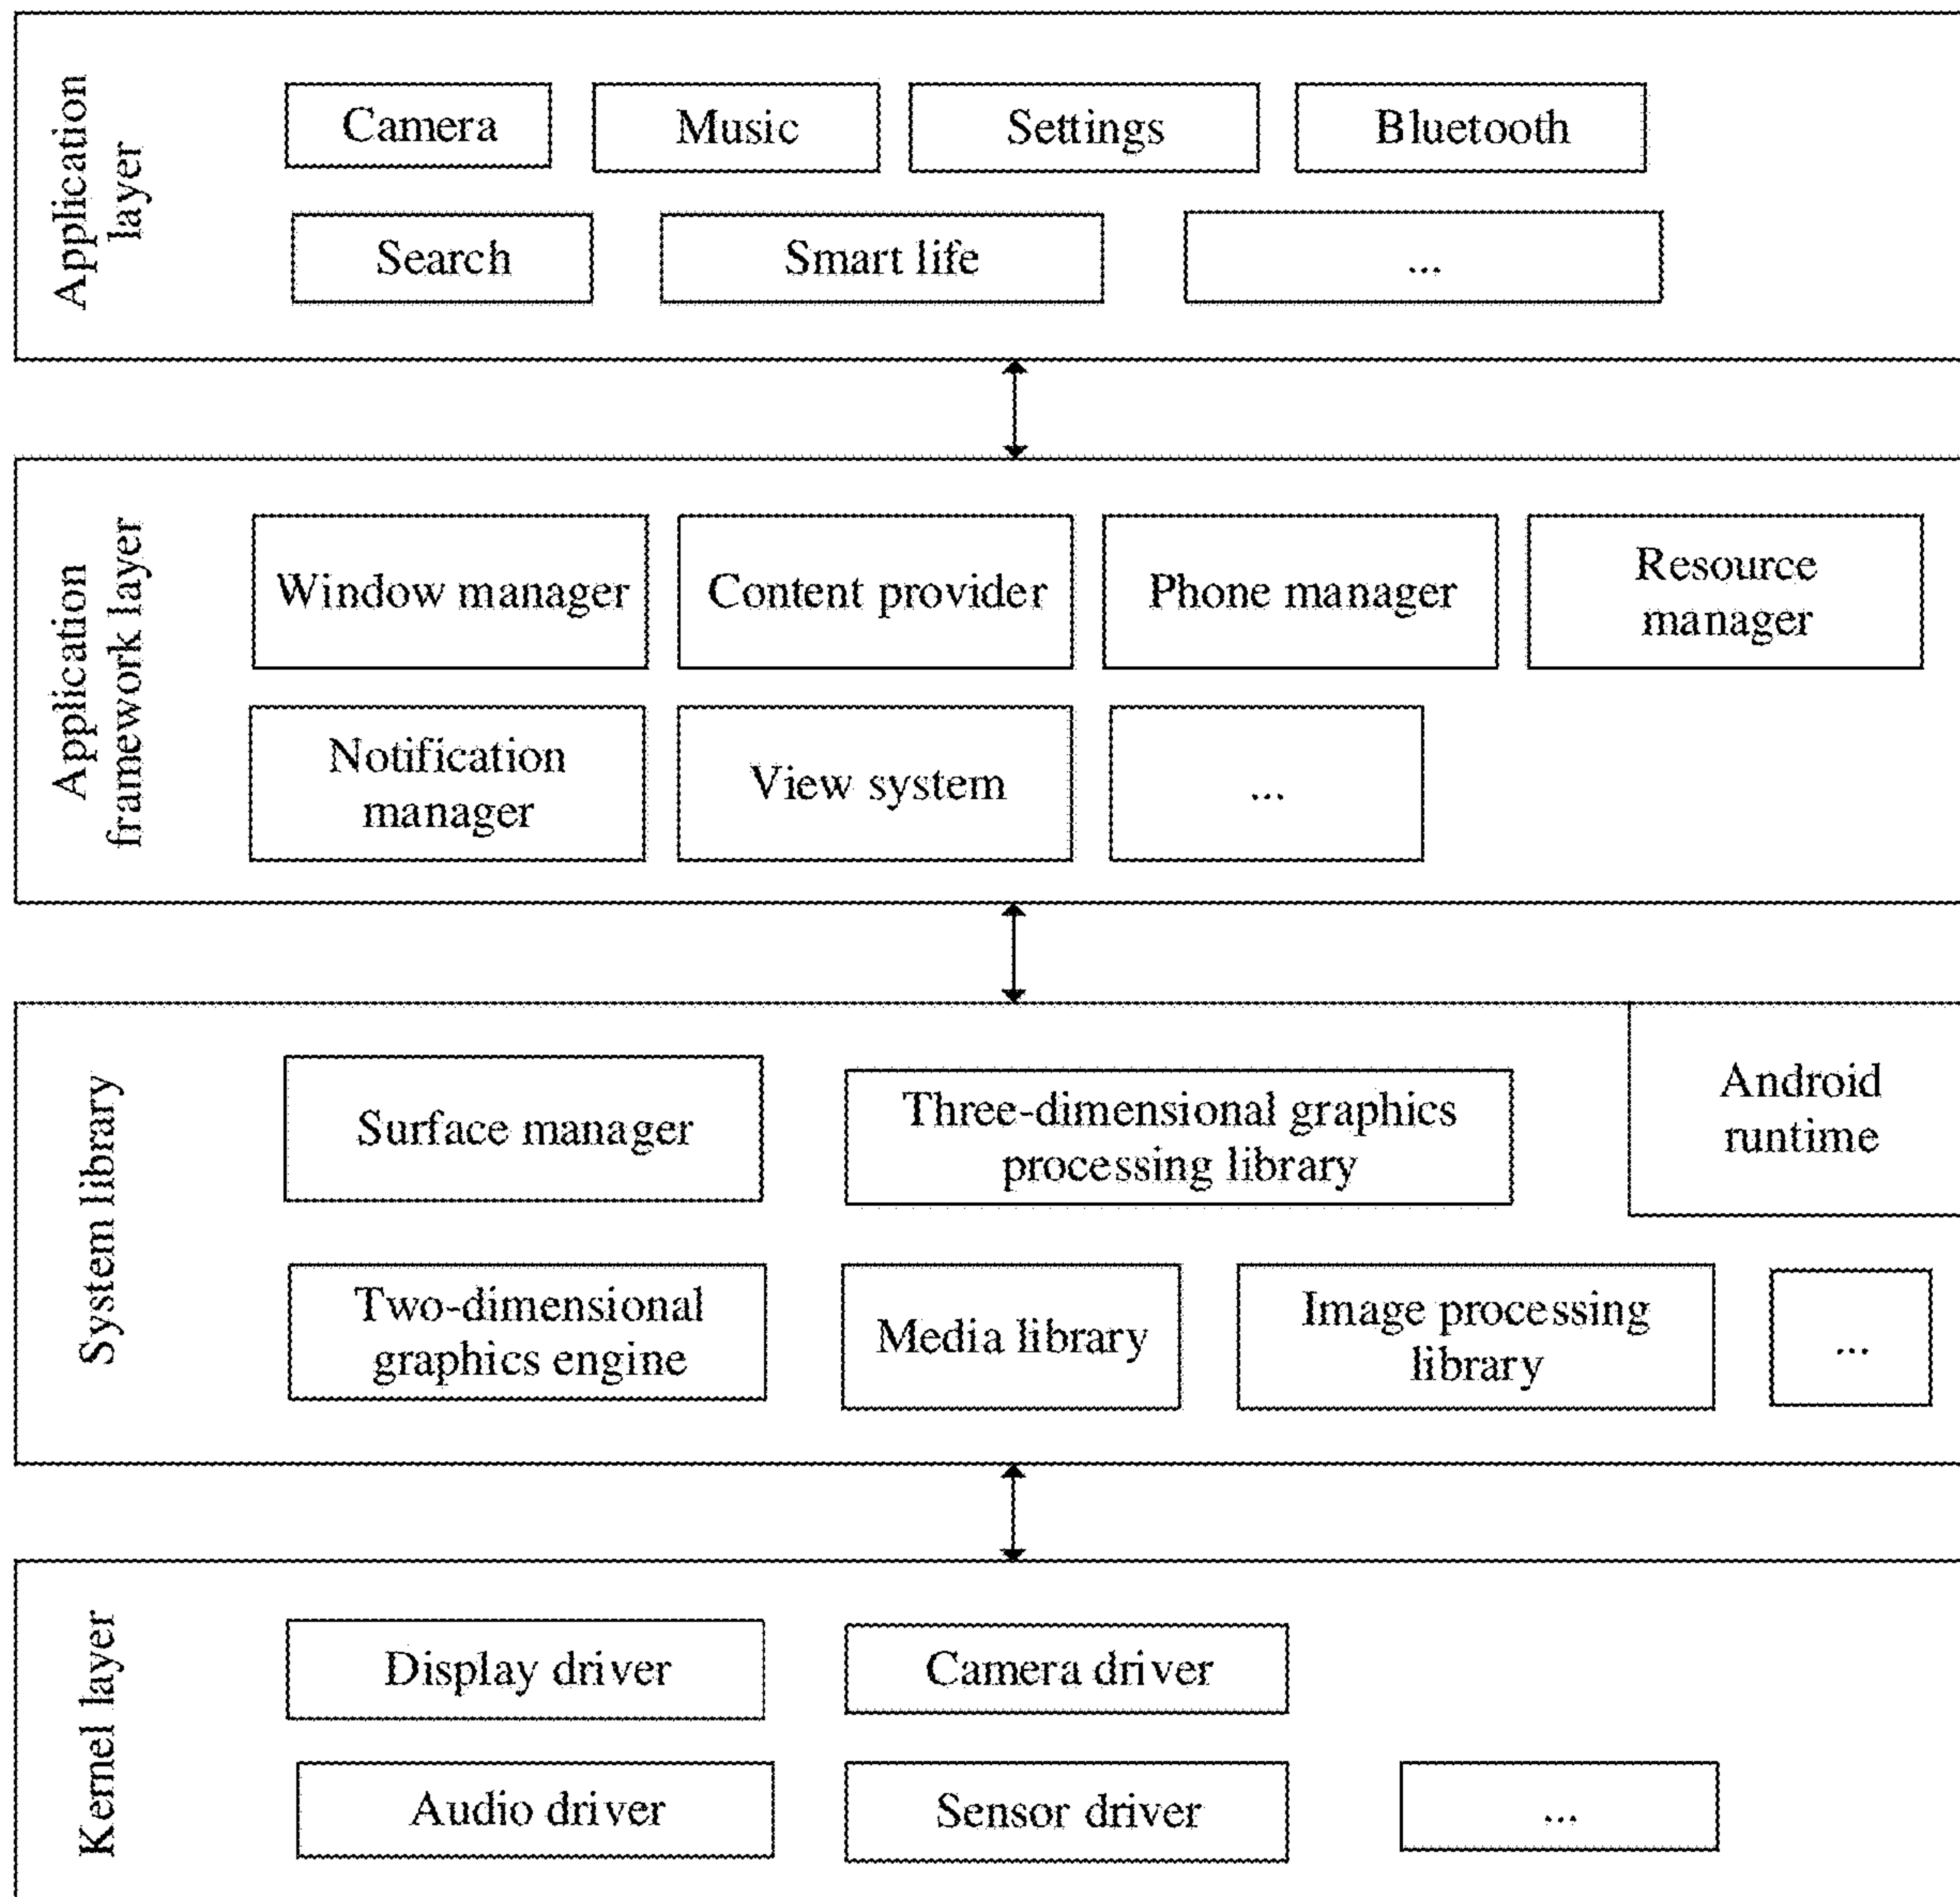 Application
layer
Camera
Music
Settings
Bluetooth
Search
Smart life
...
Application
framework layer
Window manager
Content provider
Phone manager
Resource
manager
Notification
manager
View system
...
System library
Surface manager
Three-dimensional graphics
processing library
Android
runtime
Two-dimensional
graphics engine
Media library
Image processing
library
...
Kernel layer
Display driver
Camera driver
Audio driver
Sensor driver
...